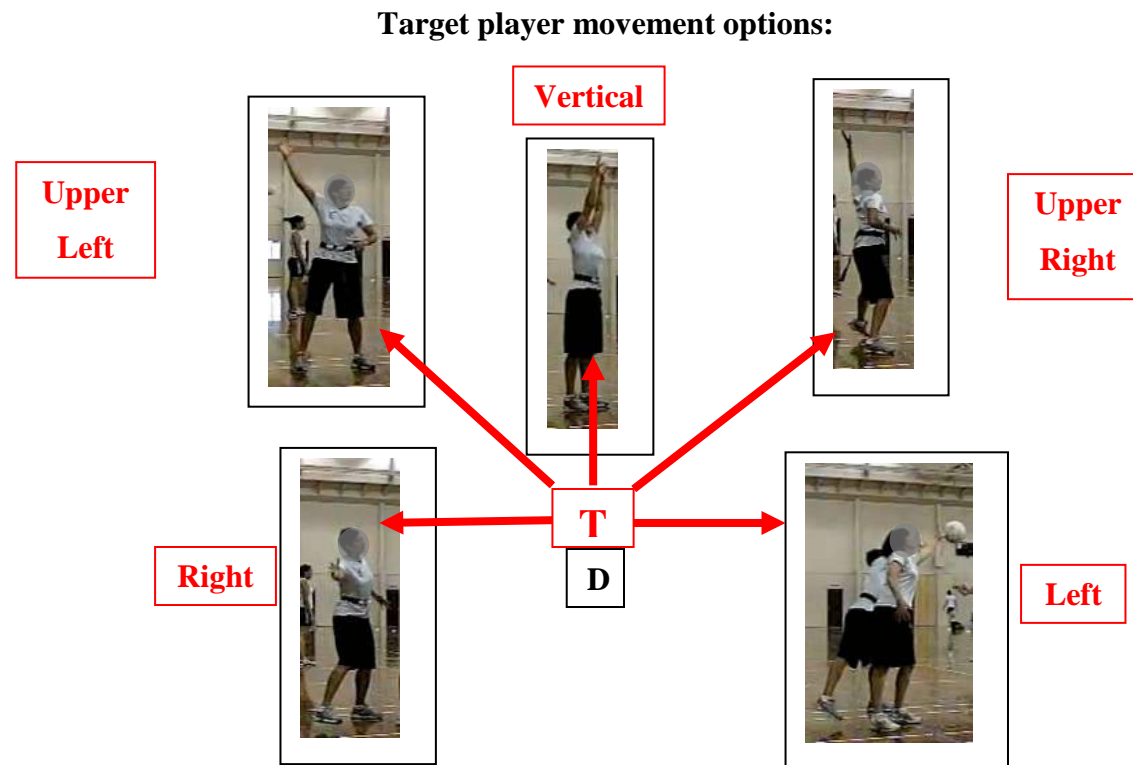 Target player movement options:
Vertical
Upper
Left
Upper
Right
T
Right
D
Left